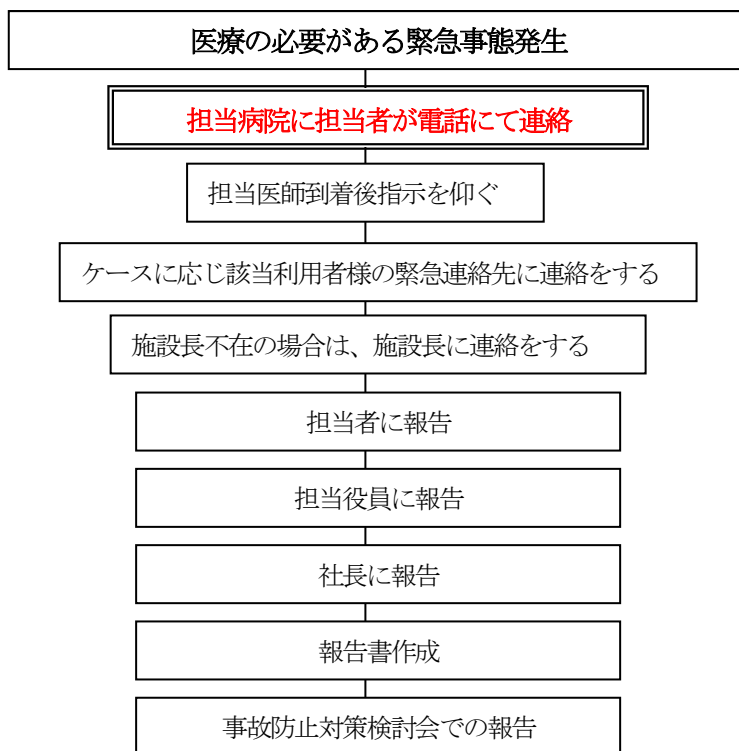 医療の必要がある緊急事態発生
担当病院に担当者が電話にて連絡
担当医師到着後指示を仰ぐ
ケースに応じ該当利用者様の緊急連絡先に連絡をする
施設長不在の場合は、施設長に連絡をする
担当者に報告
担当役員に報告
社長に報告
報告書作成
事故防止対策検討会での報告